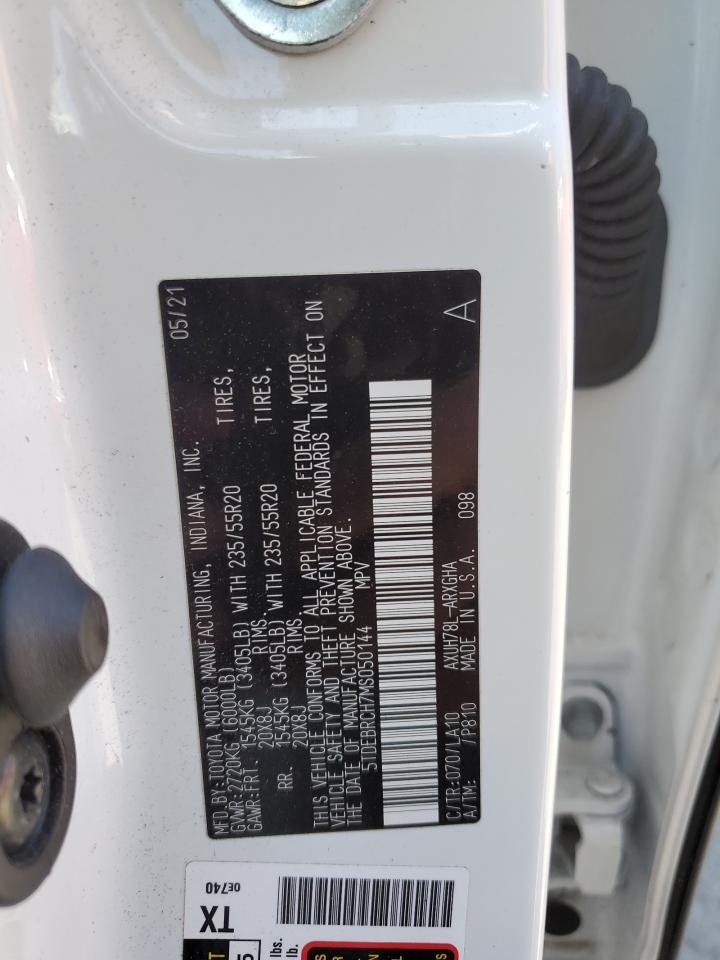 MFD.BY:TOYOTA MOTOR MANUFACTURING, INDIANA, INC. 05/21
GVWR:2720KG (6000LB)
GAWR:FRT. 1545KG (3405LB) WITH 235/55R20 TIRES,
20X8J RIMS.
RR. 1545KG (3405LB) WITH 235/55R20 TIRES,
20X8J RIMS
THIS VEHICLE CONFORMS TO ALL APPLICABLE FEDERAL MOTOR
VEHICLE SAFETY AND THEFT PREVENTION STANDARDS IN EFFECT ON
THE DATE OF MANUFACTURE SHOWN ABOVE.
5TDEBRCH7MS050144 MPV
C/TR:070/LA10 AXUH78L-ARXGHA
A/TM: /P810 MADE IN U.S.A. 098 A
TX 0E740
lbs.
lb.